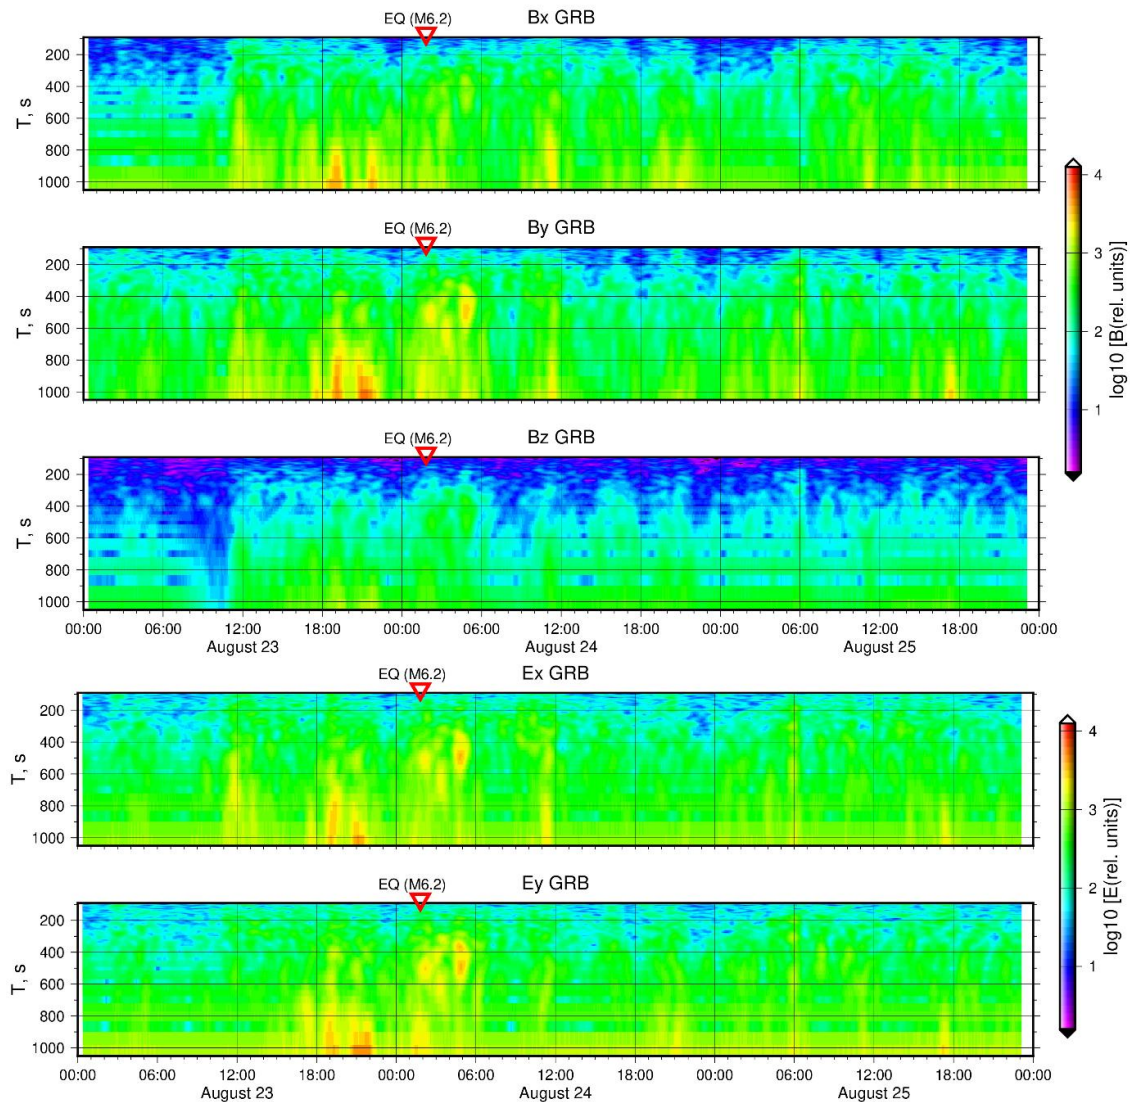 EQ (M6.2)
Bx GRB
200
400
600
800
1000
T, s
EQ (M6.2)
By GRB
200
400
600
800
1000
T, s
EQ (M6.2)
Bz GRB
200
400
600
800
1000
T, s
00:00 06:00 12:00 18:00 00:00 06:00 12:00 18:00 00:00 06:00 12:00 18:00 00:00
August 23 August 24 August 25
4
3
2
1
log10 [B(rel. units)]
EQ (M6.2)
Ex GRB
200
400
600
800
1000
T, s
EQ (M6.2)
Ey GRB
200
400
600
800
1000
T, s
00:00 06:00 12:00 18:00 00:00 06:00 12:00 18:00 00:00 06:00 12:00 18:00 00:00
August 23 August 24 August 25
4
3
2
1
log10 [E(rel. units))]